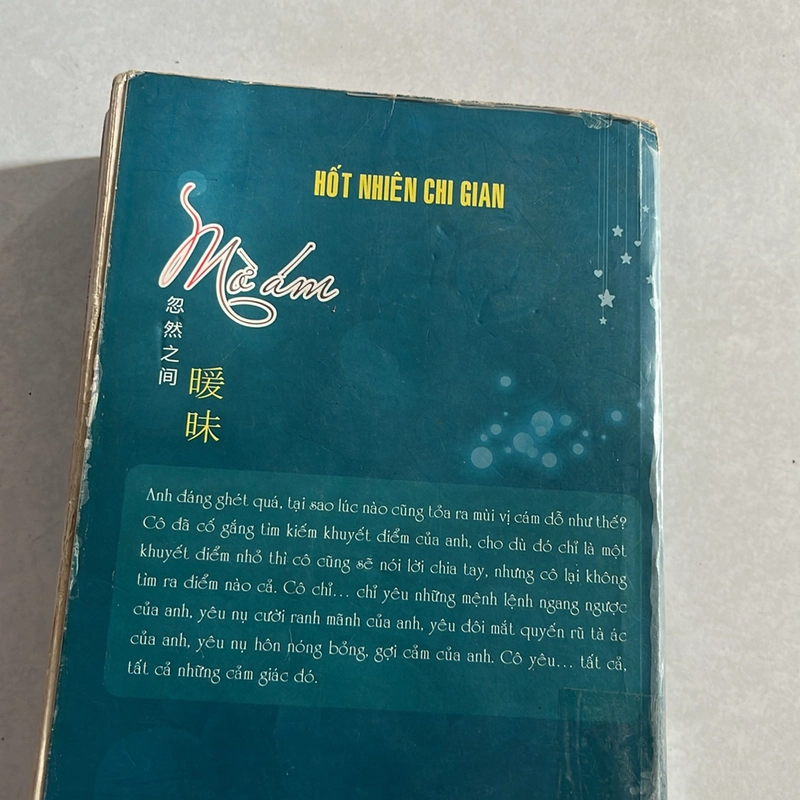 HỐT NHIÊN CHI GIAN
Mờ ám
忽然之间
暧昧
Anh đáng ghét quá, tại sao lúc nào cũng tỏa ra mùi vị cám dỗ như thế?
Cô đã cố gắng tìm kiếm khuyết điểm của anh, cho dù đó chỉ là một
khuyết điểm nhỏ thì cô cũng sẽ nói lời chia tay, nhưng cô lại không
tìm ra điểm nào cả. Cô chỉ... chỉ yêu những mệnh lệnh ngang ngược
của anh, yêu nụ cười ranh mãnh của anh, yêu đôi mắt quyến rũ tà ác
của anh, yêu nụ hôn nóng bỏng, gợi cảm của anh. Cô yêu... tất cả,
tất cả những cảm giác đó.